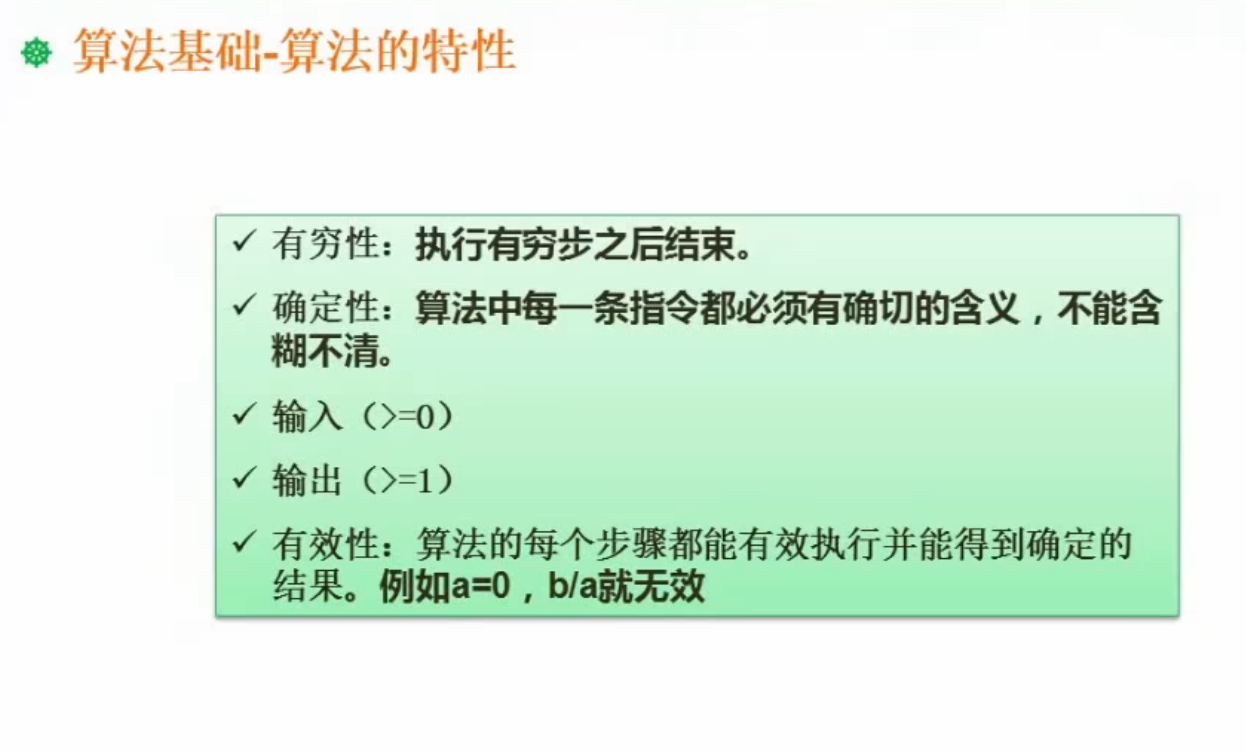 算法基础-算法的特性
✓ 有穷性：执行有穷步之后结束。
✓ 确定性：算法中每一条指令都必须有确切的含义，不能含
糊不清。
✓ 输入（>=0）
✓ 输出（>=1）
✓ 有效性：算法的每个步骤都能有效执行并能得到确定的
结果。例如a=0，b/a就无效